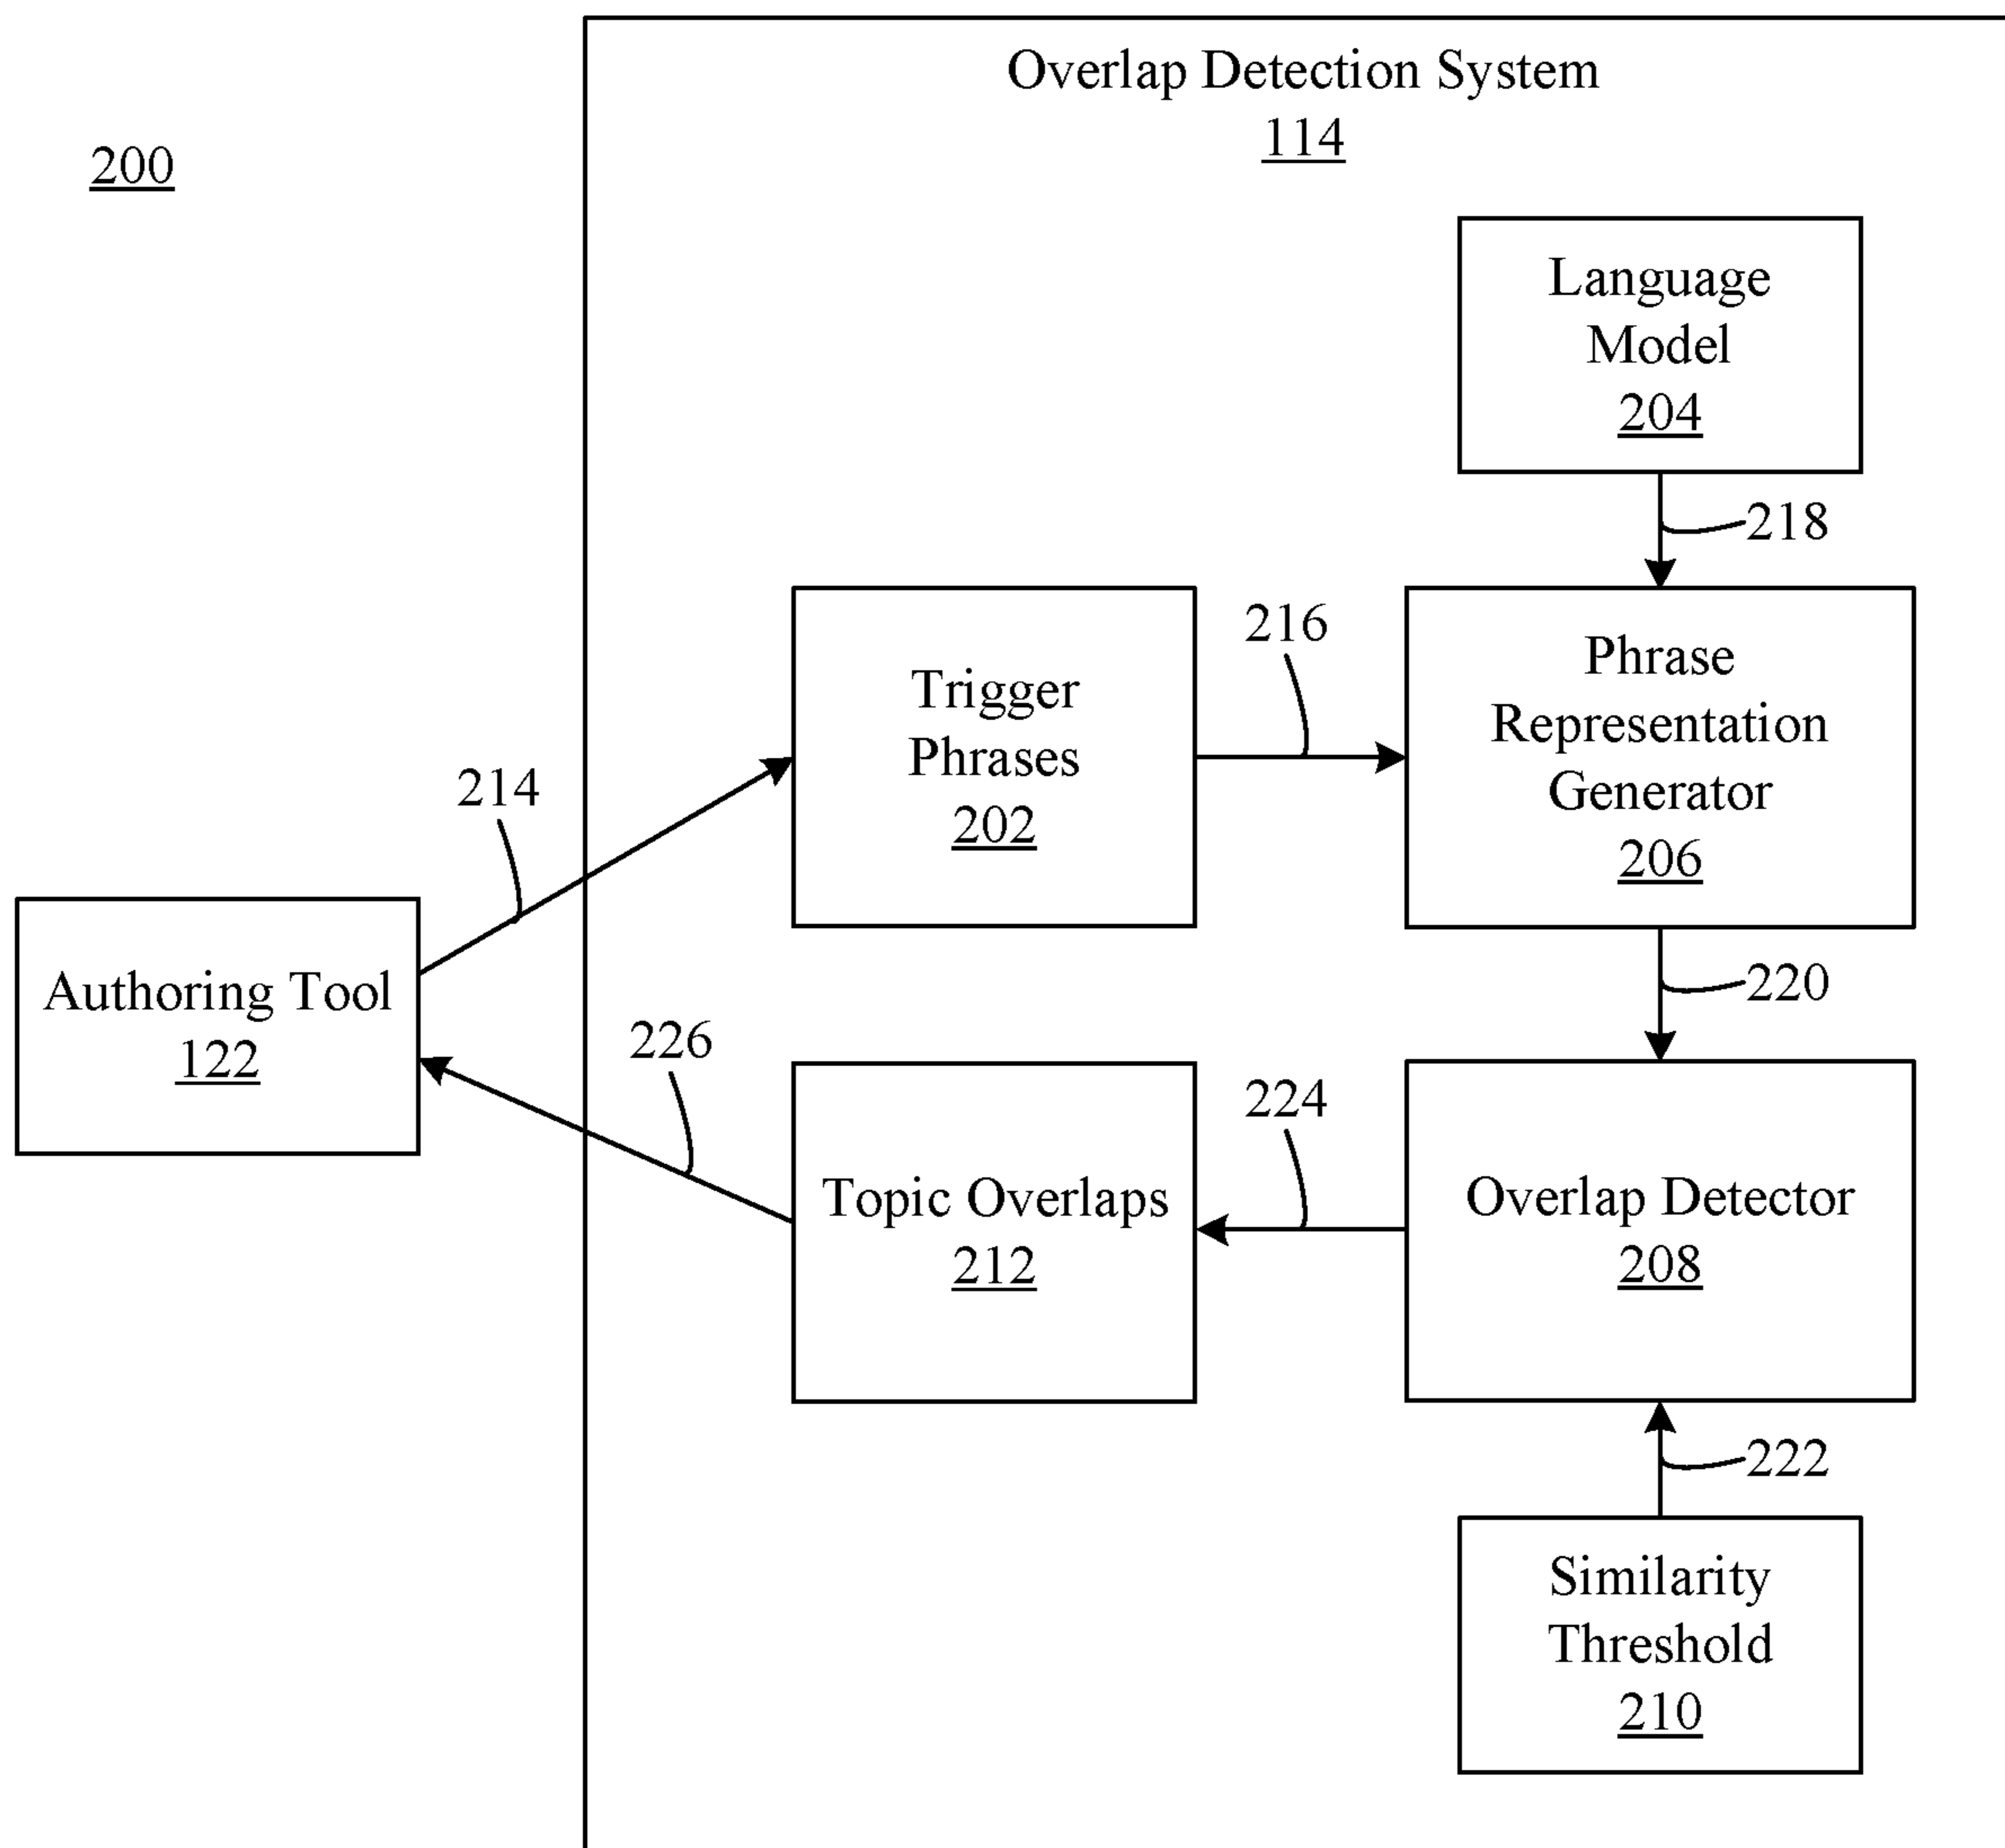 Overlap Detection System
114
200
Language
Model
204
218
216
Trigger
Phrases
202
Phrase
Representation
Generator
206
214
Authoring Tool
122
220
226
224
Topic Overlaps
212
Overlap Detector
208
222
Similarity
Threshold
210